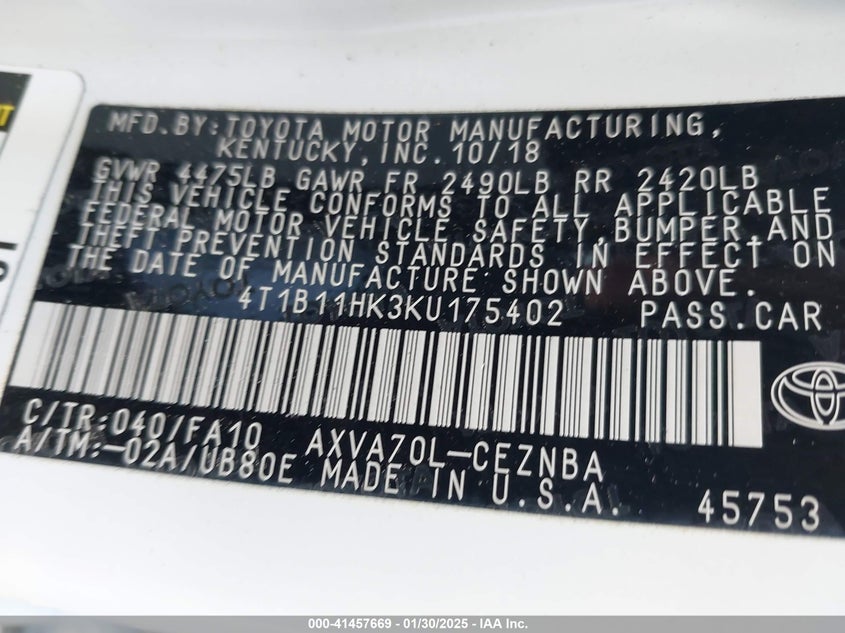 MFD.BY:TOYOTA MOTOR MANUFACTURING,
KENTUCKY,INC.10/18
GVWR 4475LB GAWR FR 2490LB RR 2420LB
THIS VEHICLE CONFORMS TO ALL APPLICABLE
FEDERAL MOTOR VEHICLE SAFETY,BUMPER,AND
THEFT PREVENTION STANDARDS IN EFFECT ON
THE DATE OF MANUFACTURE SHOWN ABOVE.
4T1B11HK3KU175402 PASS.CAR
C/TR:040/FA10 AXVA70L-CEZNBA
A/TM:-02A/UB80E MADE IN U.S.A. 45753
000-41457669 - 01/30/2025 - IAA Inc.